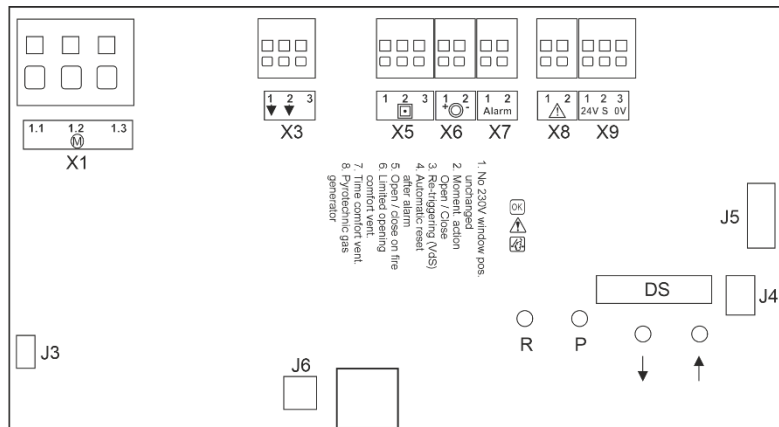 1 2 3
1 2 3
1 2
+ -
1 2
Alarm
1 2
1 2 3
24V S 0V
1.1 1.2 1.3
M
X1
X3
X5
X6
X7
X8
X9
1. No 230V window pos.
unchanged
2. Moment. action
Open / Close
3. Re-triggering (VdS)
4. Automatic reset
after alarm
5. Open / close on fire
6. Limited opening
comfort vent.
7. Time comfort vent.
8. Pyrotechnic gas
generator
OK
J5
DS
J4
R
P
J3
J6